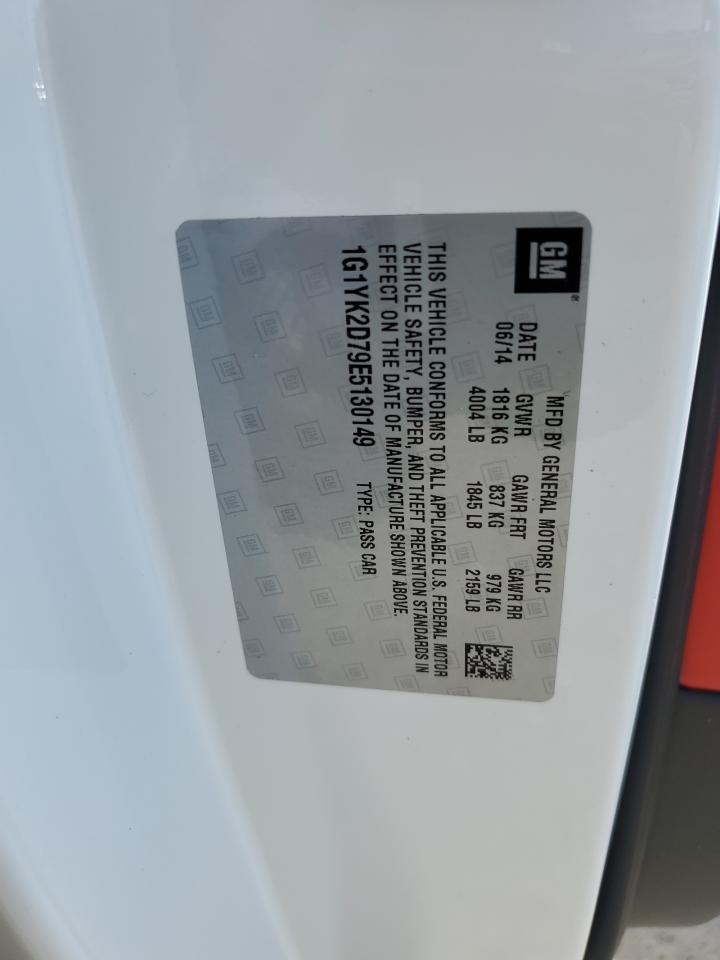 GM
MFD BY GENERAL MOTORS LLC
DATE GVWR GAWR FRT GAWR RR
06/14 1816 KG 837 KG 979 KG
4004 LB 1845 LB 2159 LB
THIS VEHICLE CONFORMS TO ALL APPLICABLE U.S. FEDERAL MOTOR
VEHICLE SAFETY, BUMPER, AND THEFT PREVENTION STANDARDS IN
EFFECT ON THE DATE OF MANUFACTURE SHOWN ABOVE.
1G1YK2D79E5130149 TYPE: PASS CAR